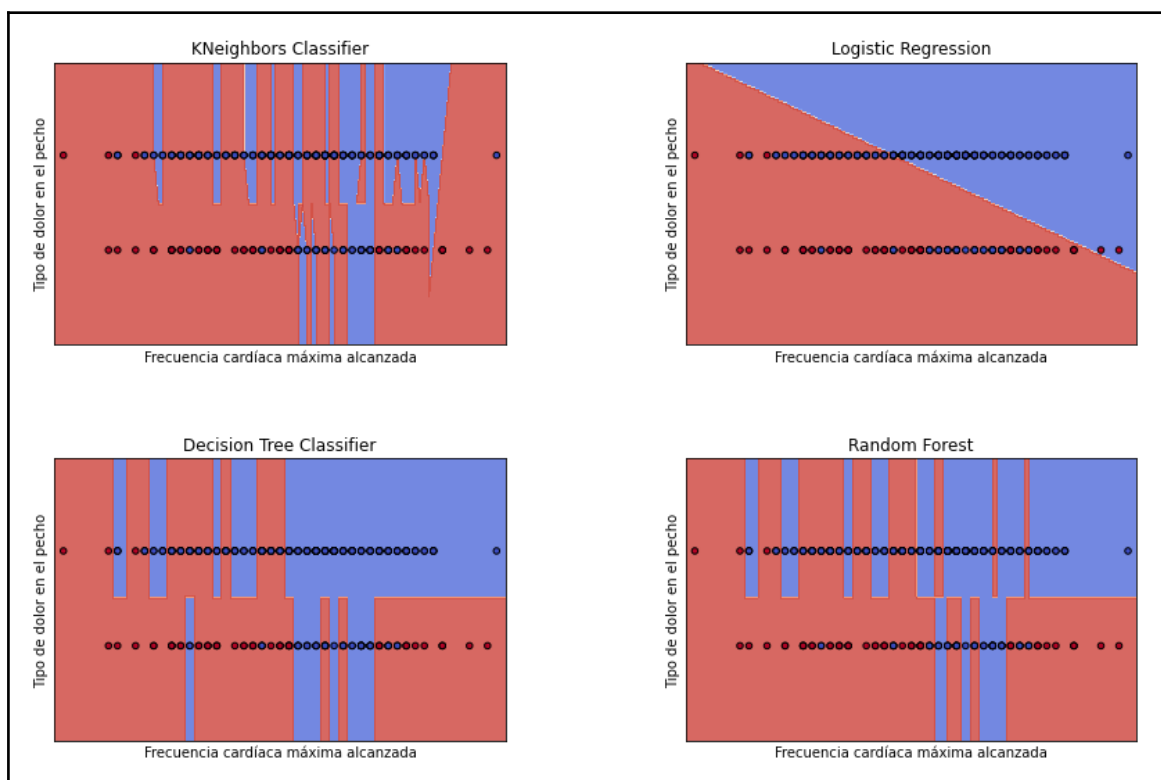 KNeighbors Classifier
Tipo de dolor en el pecho
Frecuencia cardíaca máxima alcanzada
Logistic Regression
Tipo de dolor en el pecho
Frecuencia cardíaca máxima alcanzada
Decision Tree Classifier
Tipo de dolor en el pecho
Frecuencia cardíaca máxima alcanzada
Random Forest
Tipo de dolor en el pecho
Frecuencia cardíaca máxima alcanzada